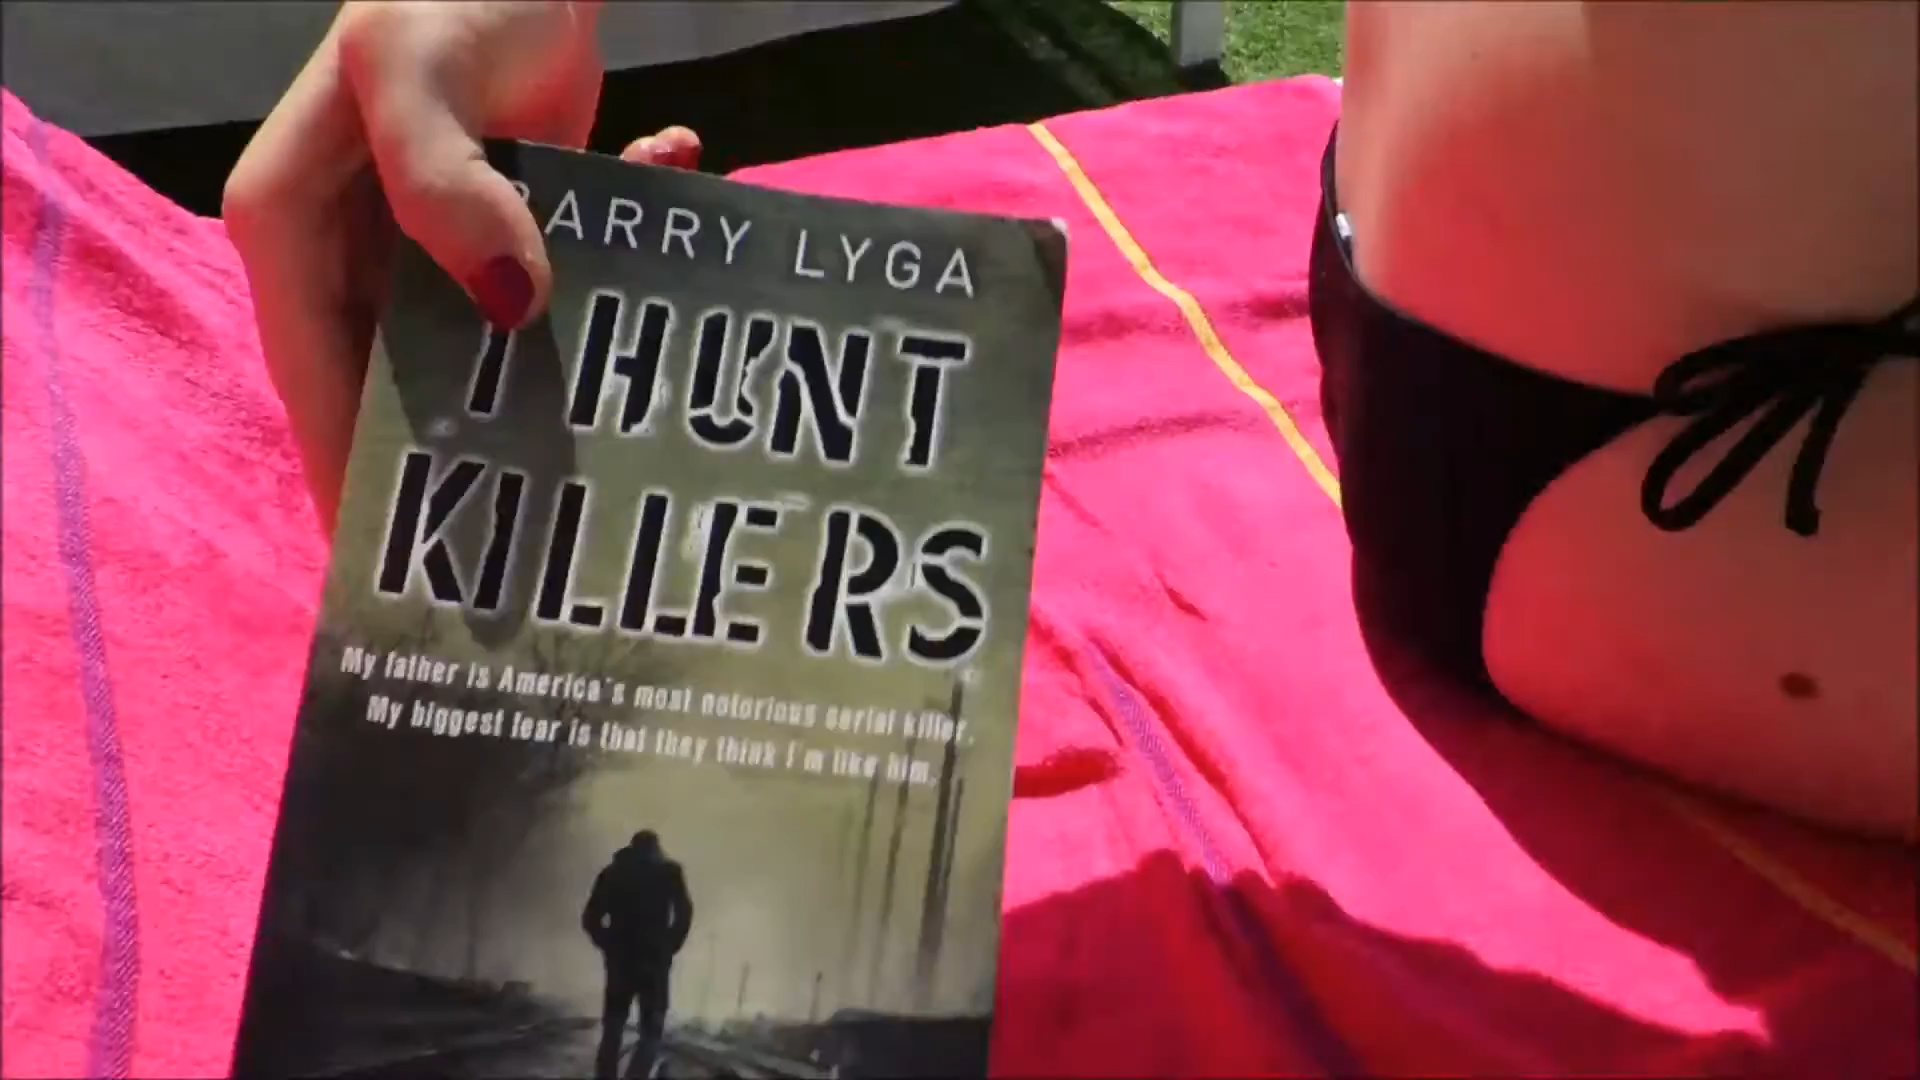 BARRY LYGA
I HUNT
KILLERS
My father is America's most notorious serial killer.
My biggest fear is that they think I'm like him.